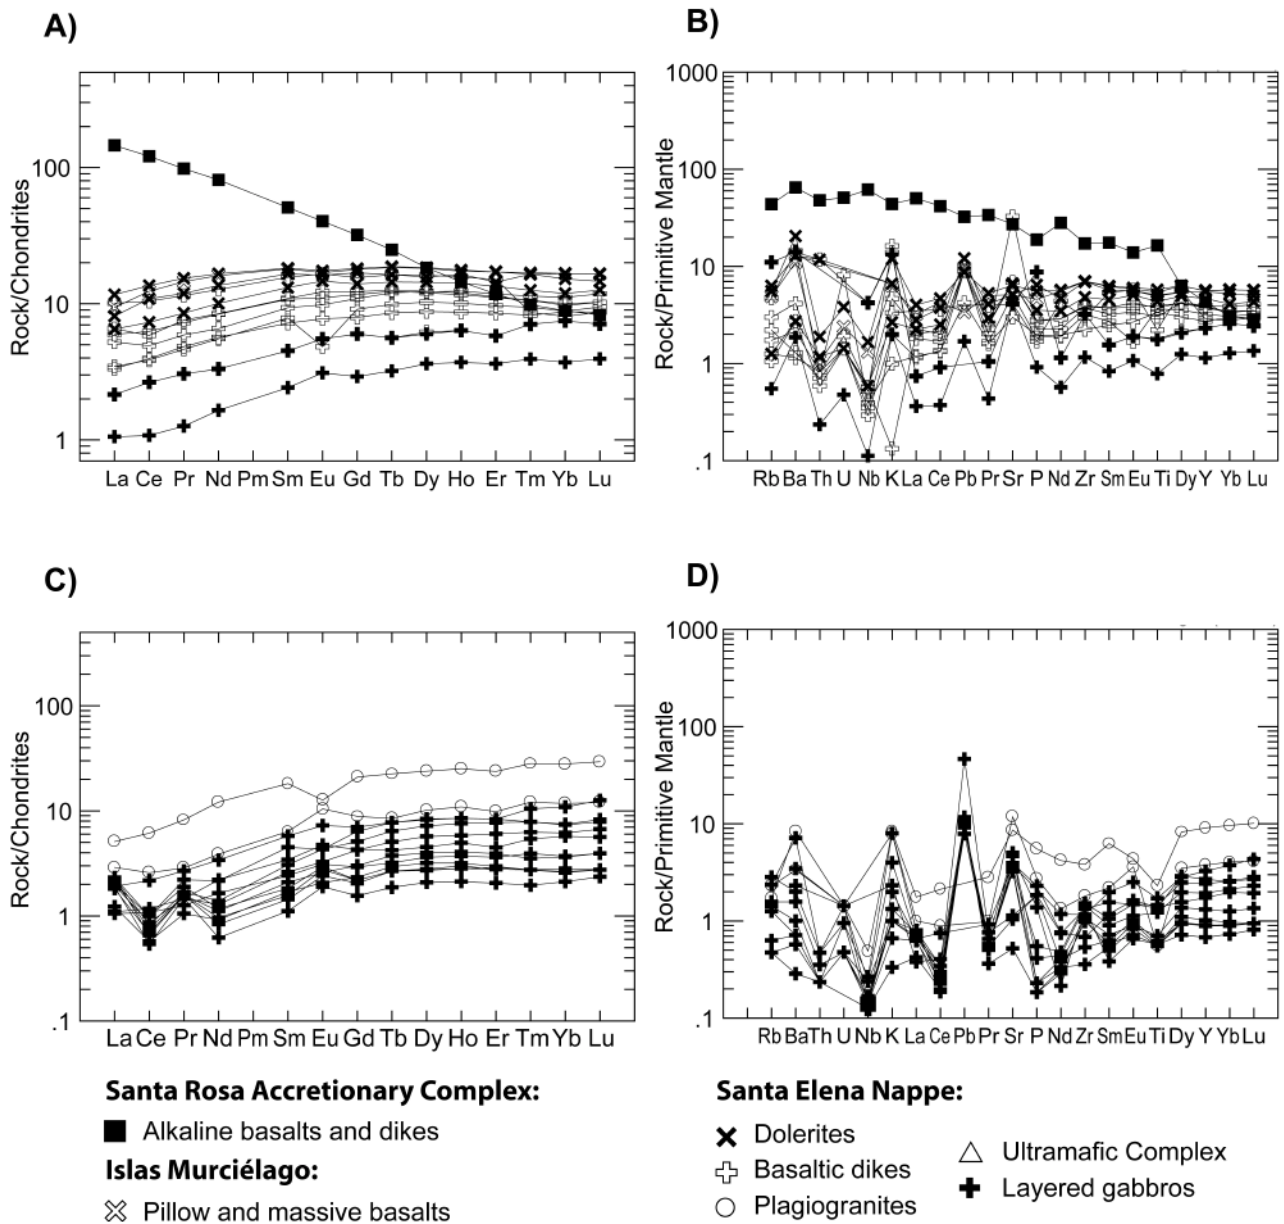 A)
Rock/Chondrites
100
10
1
La Ce Pr Nd Pm Sm Eu Gd Tb Dy Ho Er Tm Yb Lu
B)
Rock/Primitive Mantle
1000
100
10
1
.1
Rb Ba Th U Nb K La Ce Pb Pr Sr P Nd Zr Sm Eu Ti Dy Y Yb Lu
C)
Rock/Chondrites
100
10
1
.1
La Ce Pr Nd Pm Sm Eu Gd Tb Dy Ho Er Tm Yb Lu
D)
Rock/Primitive Mantle
1000
100
10
1
.1
Rb Ba Th U Nb K La Ce Pb Pr Sr P Nd Zr Sm Eu Ti Dy Y Yb Lu
Santa Rosa Accretionary Complex:
Alkaline basalts and dikes
Islas Murciélago:
Pillow and massive basalts
Santa Elena Nappe:
Dolerites
Basaltic dikes
Plagiogranites
Ultramafic Complex
Layered gabbros